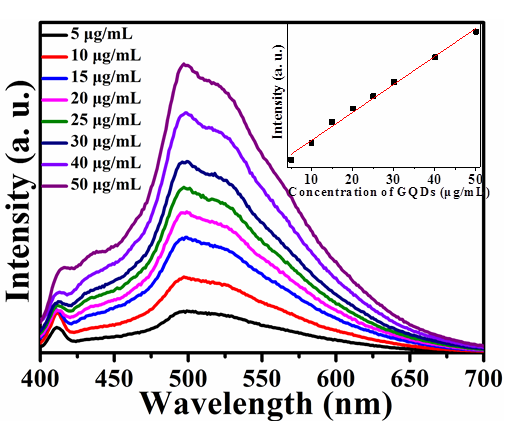 5 µg/mL
10 µg/mL
15 µg/mL
20 µg/mL
25 µg/mL
30 µg/mL
40 µg/mL
50 µg/mL
Intensity (a. u.)
10 20 30 40 50
Concentration of GQDs (µg/mL)
Intensity (a. u.)
400 450 500 550 600 650 700
Wavelength (nm)